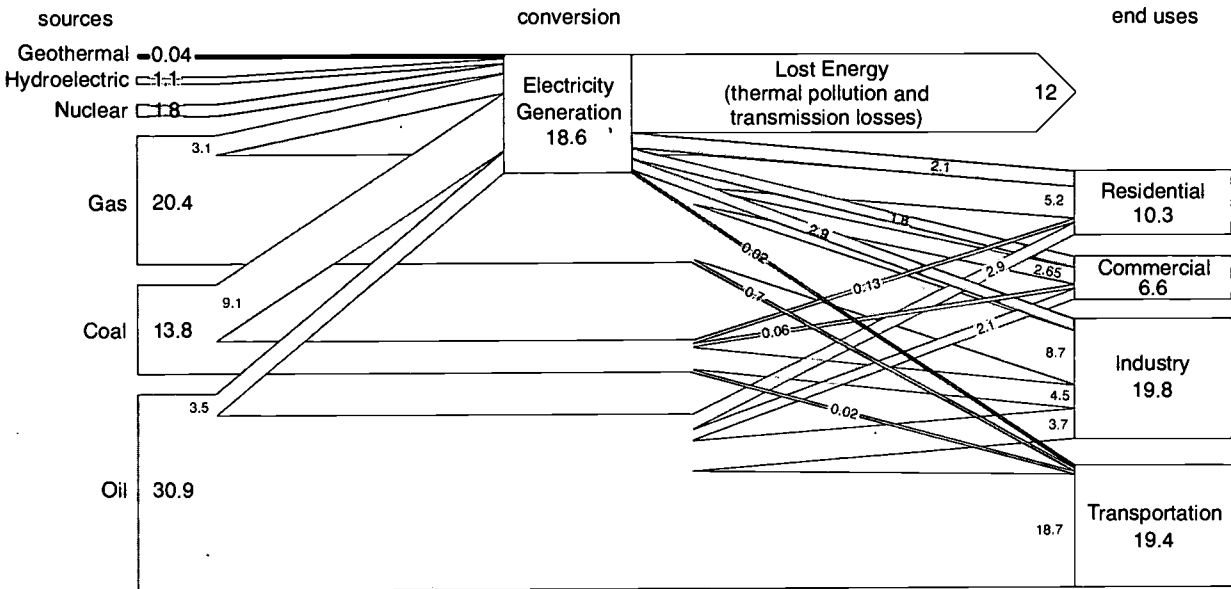 sources
conversion
end uses
Geothermal 0.04
Hydroelectric 1.1
Nuclear 1.8
3.1
Gas 20.4
9.1
Coal 13.8
3.5
Oil 30.9
Electricity
Generation
18.6
Lost Energy
(thermal pollution and
transmission losses)
12
2.1
5.2
1.8
2.9
0.02
2.9
2.65
0.13
0.7
0.06
2.1
8.7
4.5
0.02
3.7
18.7
Residential
10.3
Commercial
6.6
Industry
19.8
Transportation
19.4